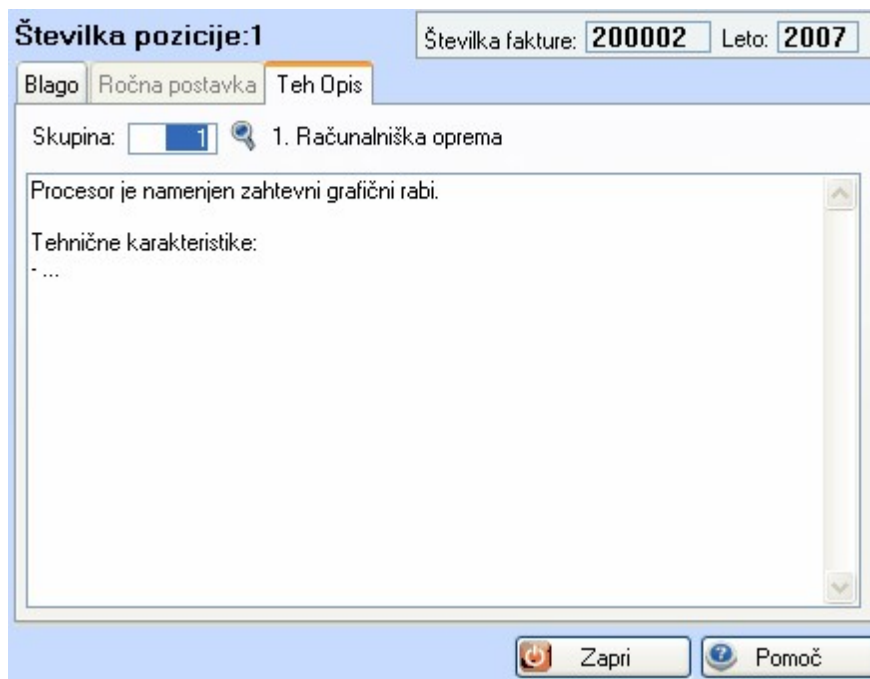 Številka pozicije:1
Številka fakture: 200002 Leto: 2007
Blago Ročna postavka Teh Opis
Skupina: 1 1. Računalniška oprema
Procesor je namenjen zahtevni grafični rabi.
Tehnične karakteristike:
- ...
Zapri Pomoč